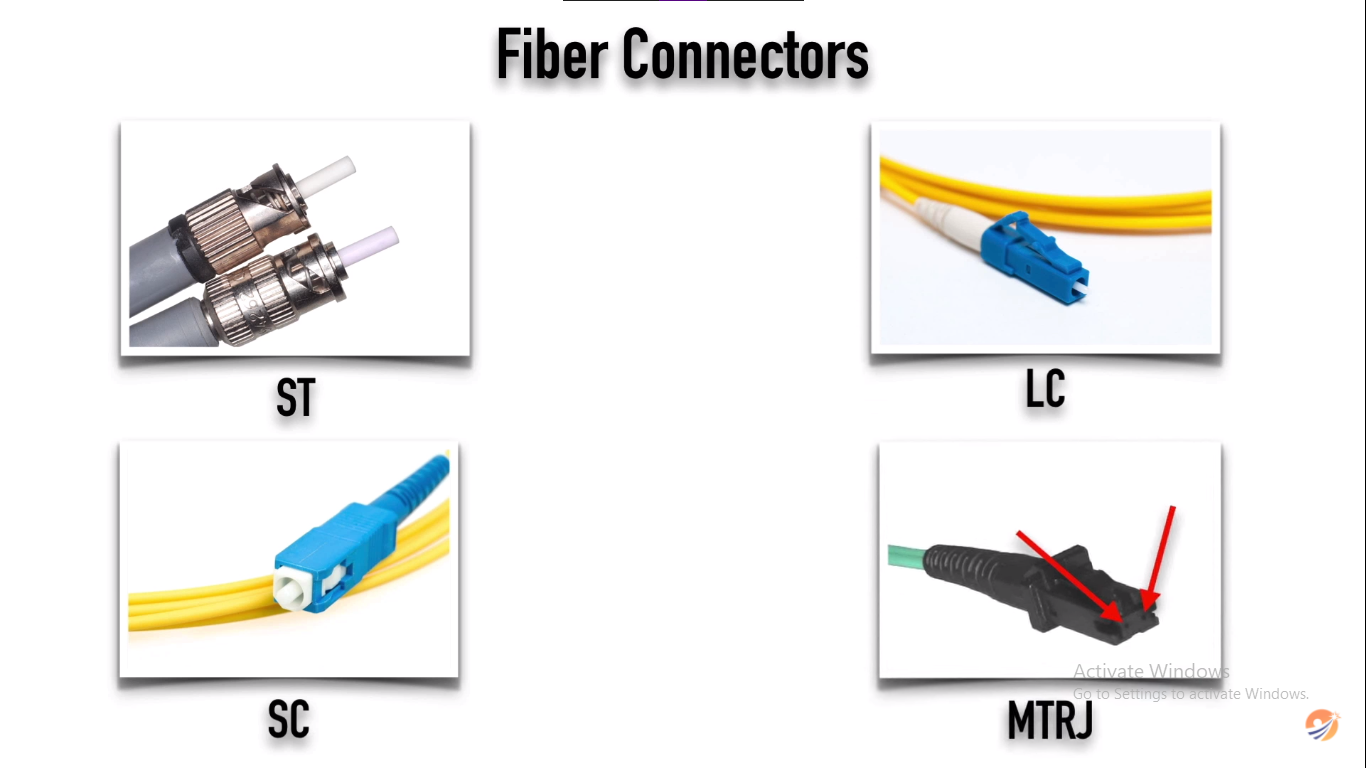 Fiber Connectors
ST
LC
SC
MTRJ
Activate Windows
Go to Settings to activate Windows.